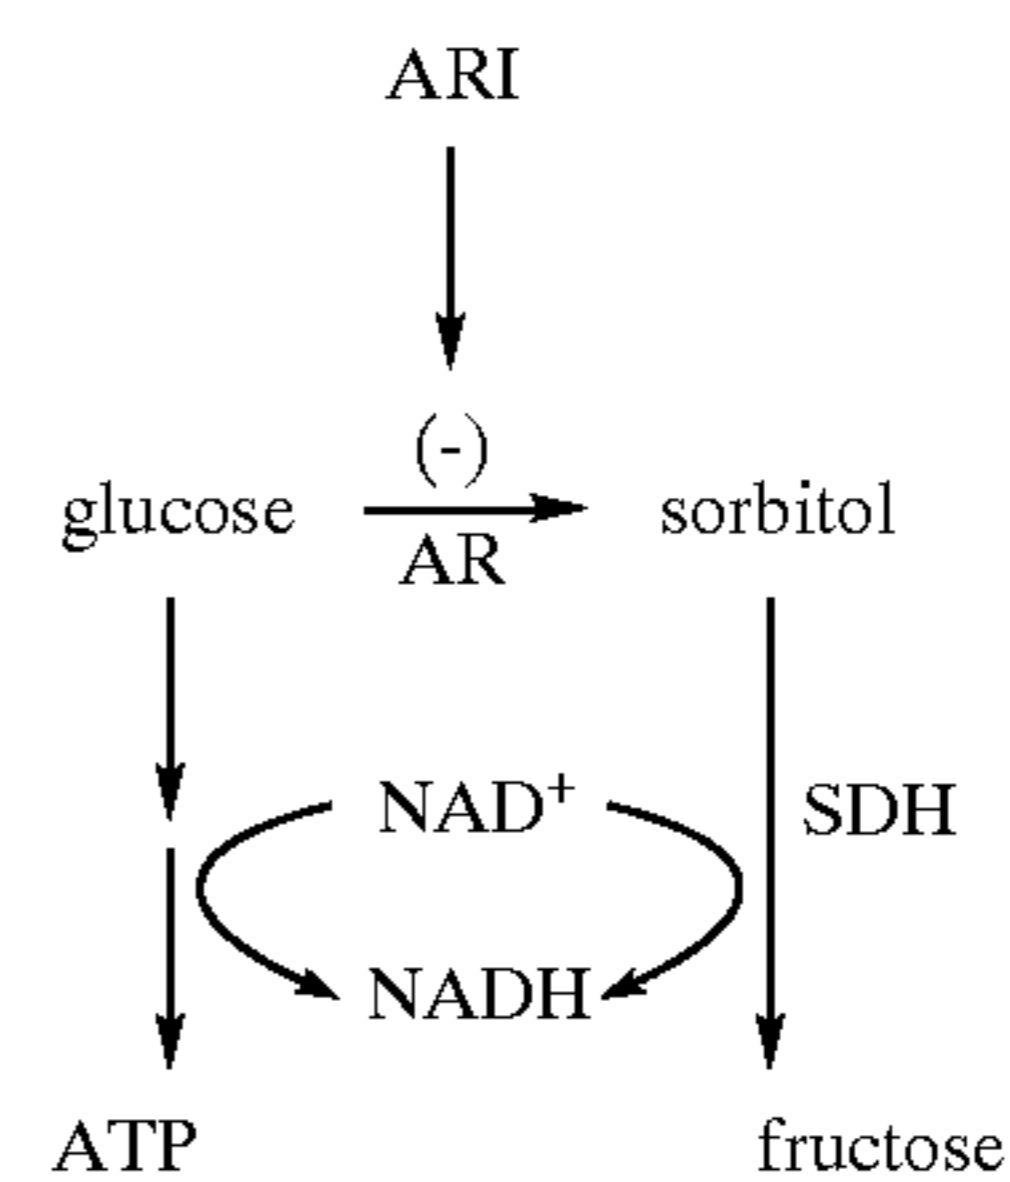 ARI
(-)
glucose
sorbitol
AR
NAD⁺
SDH
NADH
ATP
fructose